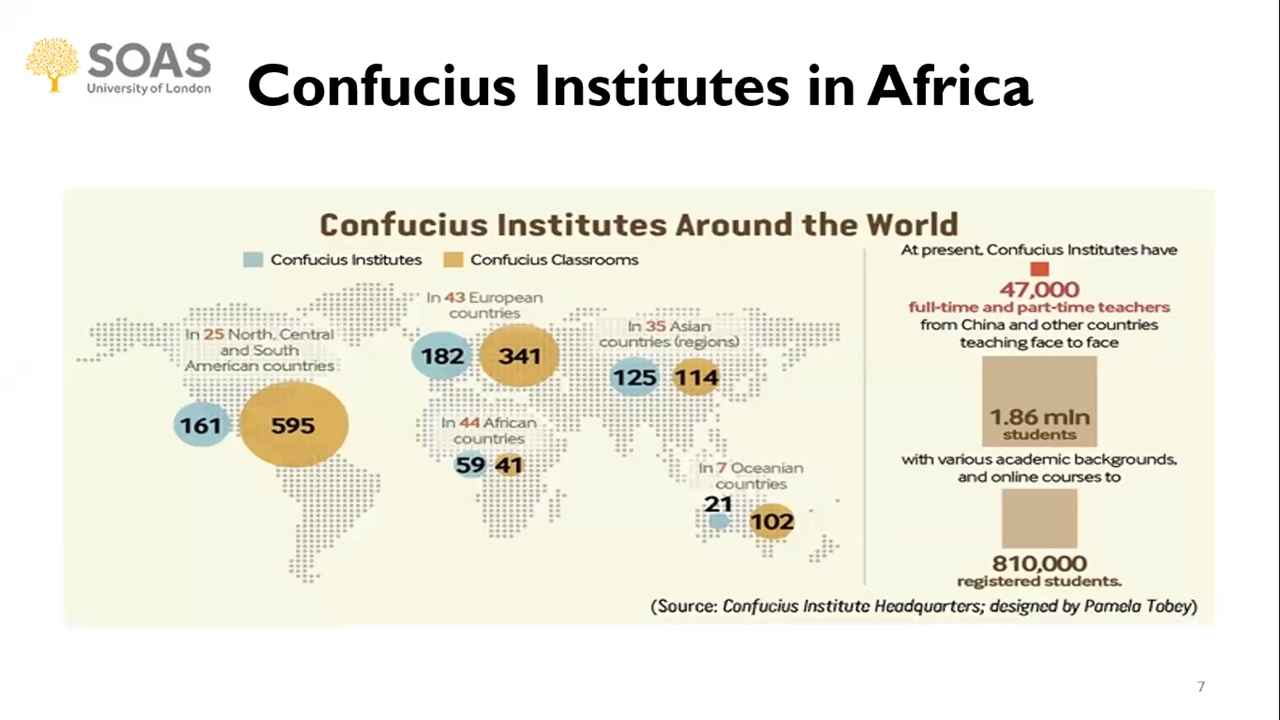 SOAS
University of London
Confucius Institutes in Africa
Confucius Institutes Around the World
Confucius Institutes
Confucius Classrooms
In 25 North, Central
and South
American countries
161
595
In 43 European
countries
182
341
In 35 Asian
countries (regions)
125
114
In 44 African
countries
59
41
In 7 Oceanian
countries
21
102
At present, Confucius Institutes have
47,000
full-time and part-time teachers
from China and other countries
teaching face to face
1.86 mln
students
with various academic backgrounds,
and online courses to
810,000
registered students.
(Source: Confucius Institute Headquarters; designed by Pamela Tobey)
7